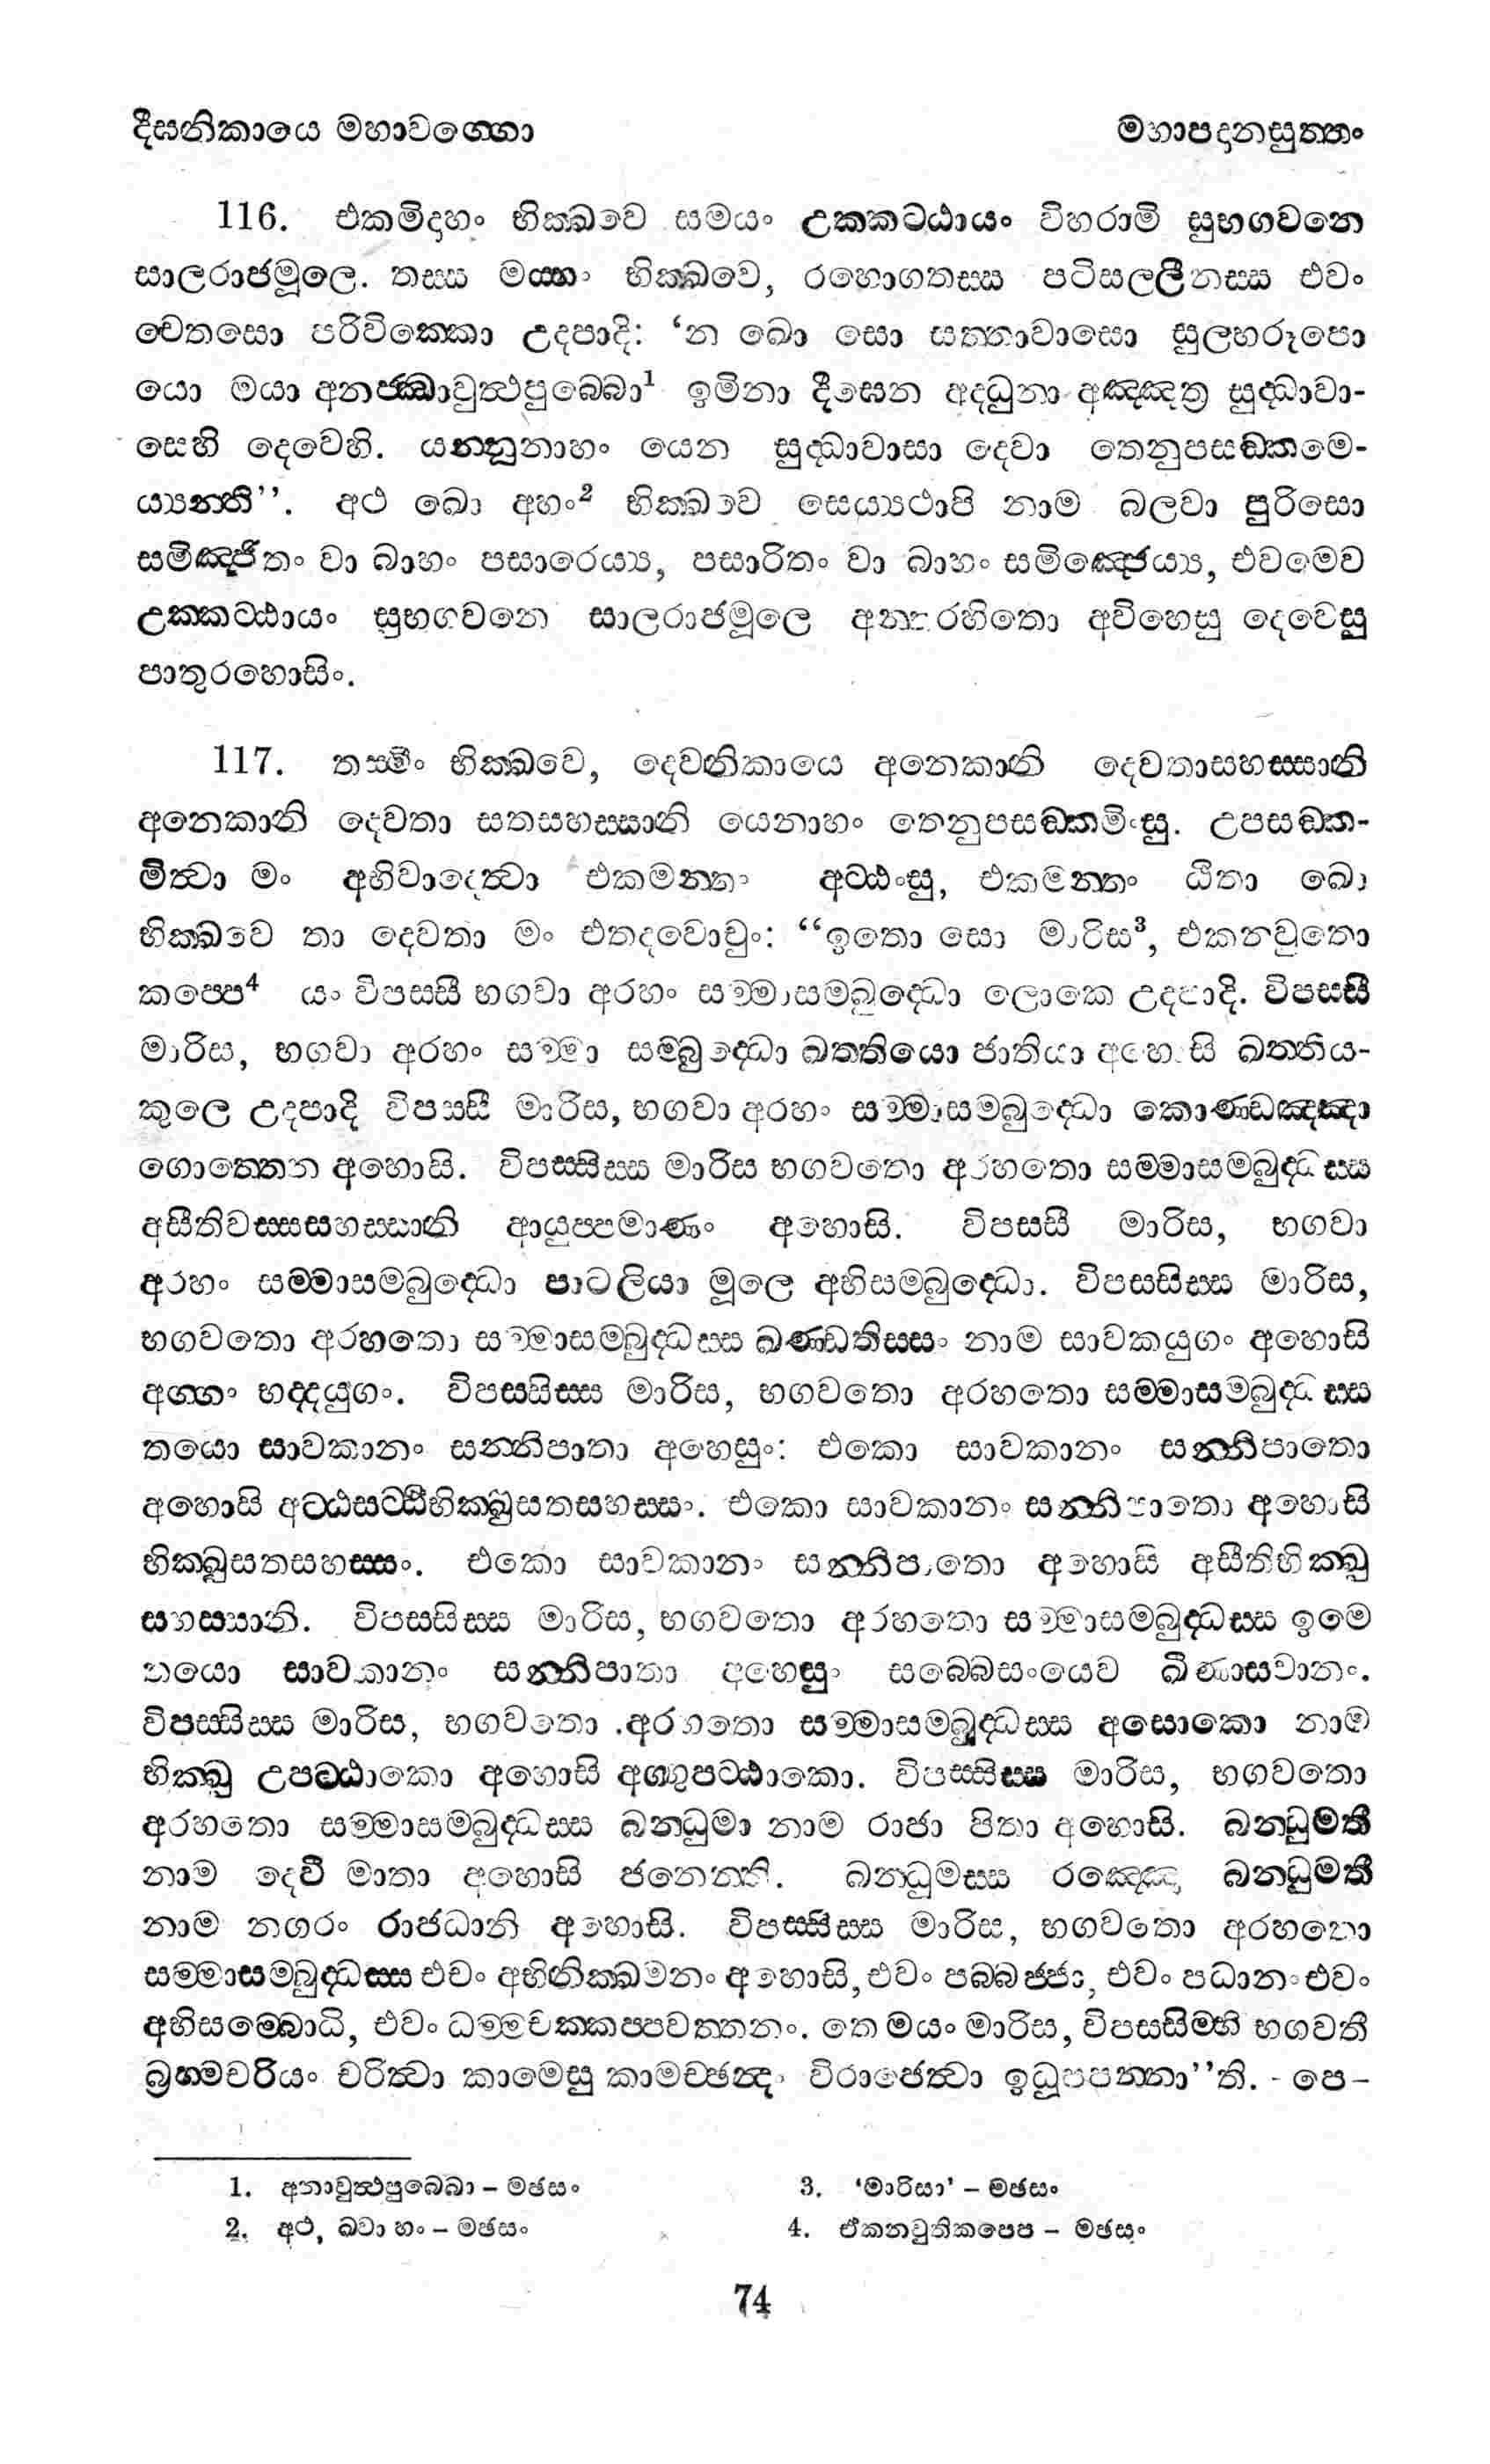 දීඝනිකායෙ මහාවග්ගො
මහාපදානසුත්තං
116. එකමිදාහං භික්ඛවෙ සමයං උක්කට්ඨායං විහරාමි සුභගවනෙ
සාලරාජමූලෙ. තස්ස මය්හං භික්ඛවෙ, රහොගතස්ස පටිසල්ලීනස්ස එවං
චෙතසො පරිවිතක්කො උදපාදි: ‘න ඛො සො සත්තාවාසො සුලභරූපො
යො මයා අනජ්ඣාවුත්ථපුබ්බො1 ඉමිනා දීඝෙන අද්ධුනා අඤ්ඤත්‍ර සුද්ධාවා-
සෙහි දෙවෙහි. යන්නූනාහං යෙන සුද්ධාවාසා දෙවා තෙනුපසඞ්කමෙ-
ය්‍යන්ති’’. අථ ඛො අහං2 භික්ඛවෙ සෙය්‍යථාපි නාම බලවා පුරිසො
සමිඤ්ජිතං වා බාහං පසාරෙය්‍ය, පසාරිතං වා බාහං සමිඤ්ජෙය්‍ය, එවමෙව
උක්කට්ඨායං සුභගවනෙ සාලරාජමූලෙ අන්තරහිතො අවිහෙසු දෙවෙසු
පාතුරහොසිං.
117. තස්මිං භික්ඛවෙ, දෙවනිකායෙ අනෙකානි දෙවතාසහස්සානි
අනෙකානි දෙවතා සතසහස්සානි යෙනාහං තෙනුපසඞ්කමිංසු. උපසඞ්ක-
මිත්‍වා මං අභිවාදෙත්‍වා එකමන්තං අට්ඨංසු, එකමන්තං ඨිතා ඛො
භික්ඛවෙ තා දෙවතා මං එතදවොචුං: ‘‘ඉතො සො මාරිස3, එකනවුතො
කප්පෙ4 යං විපස්සී භගවා අරහං සම්මාසම්බුද්ධො ලොකෙ උදපාදි. විපස්සී
මාරිස, භගවා අරහං සම්මා සම්බුද්ධො ඛත්තියො ජාතියා අහොසි ඛත්තිය-
කුලෙ උදපාදි විපස්සී මාරිස, භගවා අරහං සම්මාසම්බුද්ධො කොණ්ඩඤ්ඤො
ගොත්තෙන අහොසි. විපස්සිස්ස මාරිස භගවතො අරහතො සම්මාසම්බුද්ධස්ස
අසීතිවස්සසහස්සානි ආයුප්පමාණං අහොසි. විපස්සී මාරිස, භගවා
අරහං සම්මාසම්බුද්ධො පාටලියා මූලෙ අභිසම්බුද්ධො. විපස්සිස්ස මාරිස,
භගවතො අරහතො සම්මාසම්බුද්ධස්ස ඛණ්ඩතිස්සං නාම සාවකයුගං අහොසි
අග්ගං භද්දයුගං. විපස්සිස්ස මාරිස, භගවතො අරහතො සම්මාසම්බුද්ධස්ස
තයො සාවකානං සන්නිපාතා අහෙසුං: එකො සාවකානං සන්නිපාතො
අහොසි අට්ඨසට්ඨිභික්ඛුසතසහස්සං. එකො සාවකානං සන්නිපාතො අහොසි
භික්ඛුසතසහස්සං. එකො සාවකානං සන්නිපාතො අහොසි අසීතිභික්ඛු
සහස්සානි. විපස්සිස්ස මාරිස, භගවතො අරහතො සම්මාසම්බුද්ධස්ස ඉමෙ
තයො සාවකානං සන්නිපාතා අහෙසුං සබ්බෙසංයෙව ඛීණාසවානං.
විපස්සිස්ස මාරිස, භගවතො අරහතො සම්මාසම්බුද්ධස්ස අසොකො නාම
භික්ඛු උපට්ඨාකො අහොසි අග්ගුපට්ඨාකො. විපස්සිස්ස මාරිස, භගවතො
අරහතො සම්මාසම්බුද්ධස්ස බන්ධුමා නාම රාජා පිතා අහොසි. බන්ධුමතී
නාම දෙවී මාතා අහොසි ජනෙත්ති. බන්ධුමස්ස රඤ්ඤො බන්ධුමතී
නාම නගරං රාජධානි අහොසි. විපස්සිස්ස මාරිස, භගවතො අරහතො
සම්මාසම්බුද්ධස්ස එවං අභිනික්ඛමනං අහොසි, එවං පබ්බජ්ජා, එවං පධානං එවං
අභිසම්බොධි, එවං ධම්මචක්කප්පවත්තනං. තෙ මයං මාරිස, විපස්සිම්හි භගවති
බ්‍රහ්මචරියං චරිත්‍වා කාමෙසු කාමච්ඡන්දං විරාජෙත්‍වා ඉධූපපන්නා’’ති. - පෙ -
1. අනාවුත්ථපුබ්බො – මඡසං
3. ‘මාරිසා’ – මඡසං
2. අථ, ඛ්වා හං – මඡසං
4. ඒකනවුතිකප්පෙ – මඡසං
74